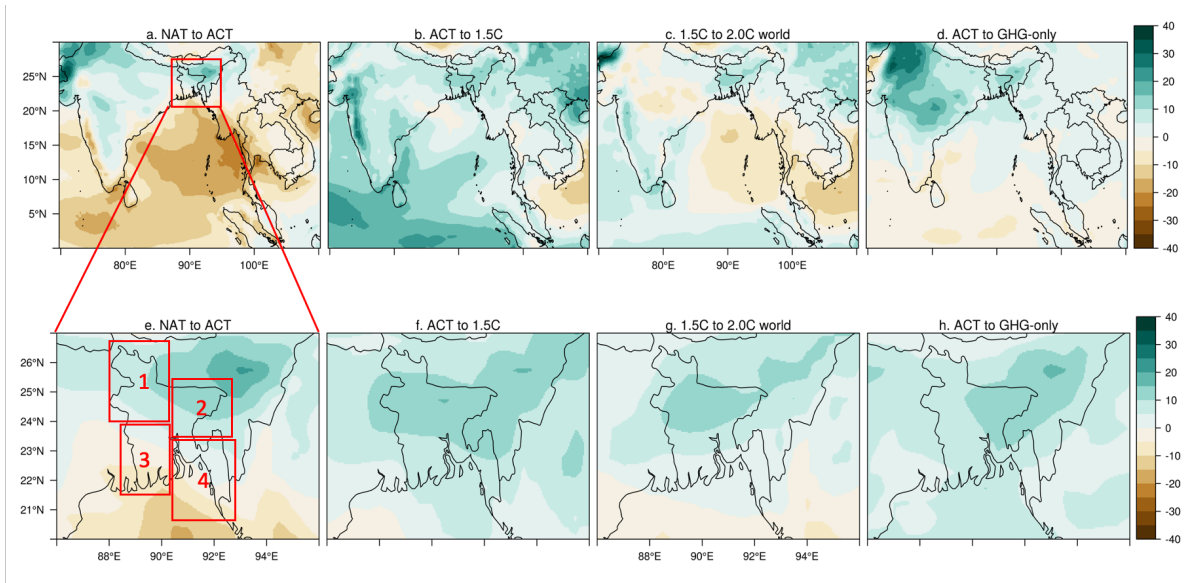 a. NAT to ACT b. ACT to 1.5C c. 1.5C to 2.0C world d. ACT to GHG-only
25°N
20°N
15°N
10°N
5°N
40
30
20
10
0
-10
-20
-30
-40
80°E 90°E 100°E 80°E 90°E 100°E
e. NAT to ACT f. ACT to 1.5C g. 1.5C to 2.0C world h. ACT to GHG-only
26°N
25°N
24°N
23°N
22°N
21°N
1
2
3
4
40
30
20
10
0
-10
-20
-30
-40
88°E 90°E 92°E 94°E 88°E 90°E 92°E 94°E